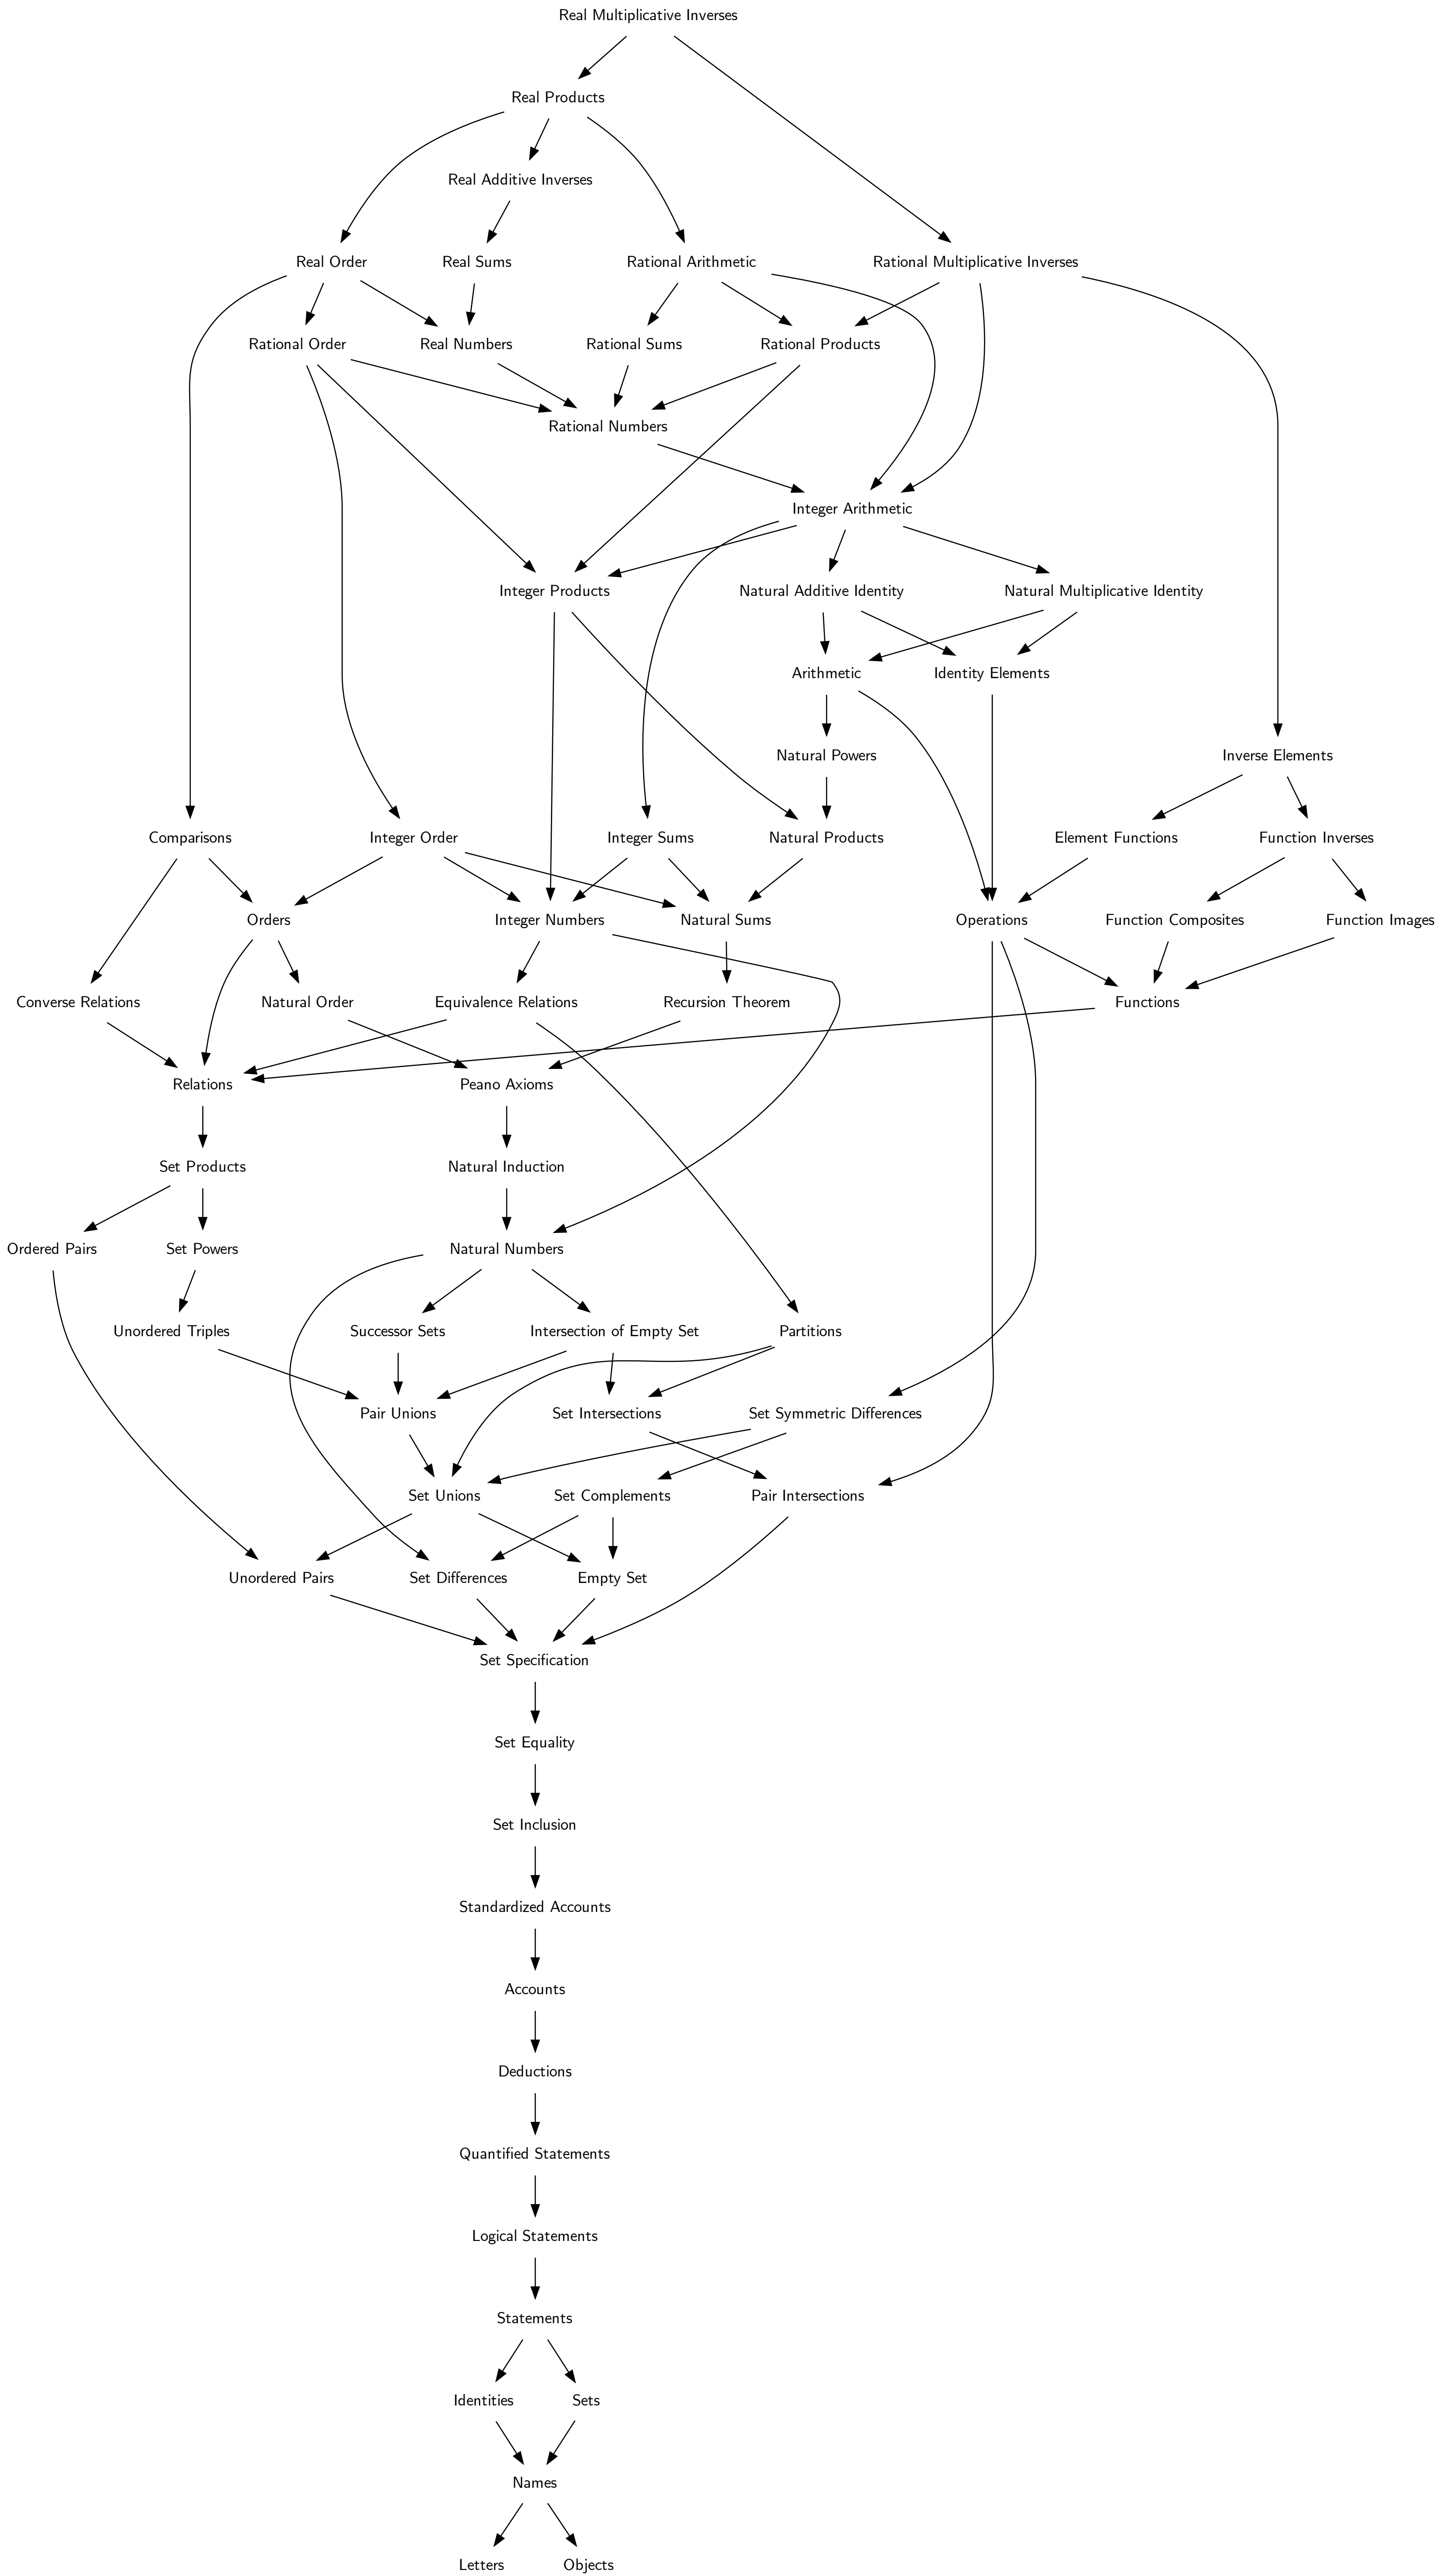 Real Multiplicative Inverses
Real Products
Real Additive Inverses
Real Order
Real Sums
Rational Arithmetic
Rational Multiplicative Inverses
Rational Order
Real Numbers
Rational Sums
Rational Products
Rational Numbers
Integer Arithmetic
Integer Products
Natural Additive Identity
Natural Multiplicative Identity
Arithmetic
Identity Elements
Natural Powers
Inverse Elements
Comparisons
Integer Order
Integer Sums
Natural Products
Element Functions
Function Inverses
Orders
Integer Numbers
Natural Sums
Operations
Function Composites
Function Images
Converse Relations
Natural Order
Equivalence Relations
Recursion Theorem
Functions
Relations
Peano Axioms
Set Products
Natural Induction
Ordered Pairs
Set Powers
Natural Numbers
Unordered Triples
Successor Sets
Intersection of Empty Set
Partitions
Pair Unions
Set Intersections
Set Symmetric Differences
Set Unions
Set Complements
Pair Intersections
Unordered Pairs
Set Differences
Empty Set
Set Specification
Set Equality
Set Inclusion
Standardized Accounts
Accounts
Deductions
Quantified Statements
Logical Statements
Statements
Identities
Sets
Names
Letters
Objects